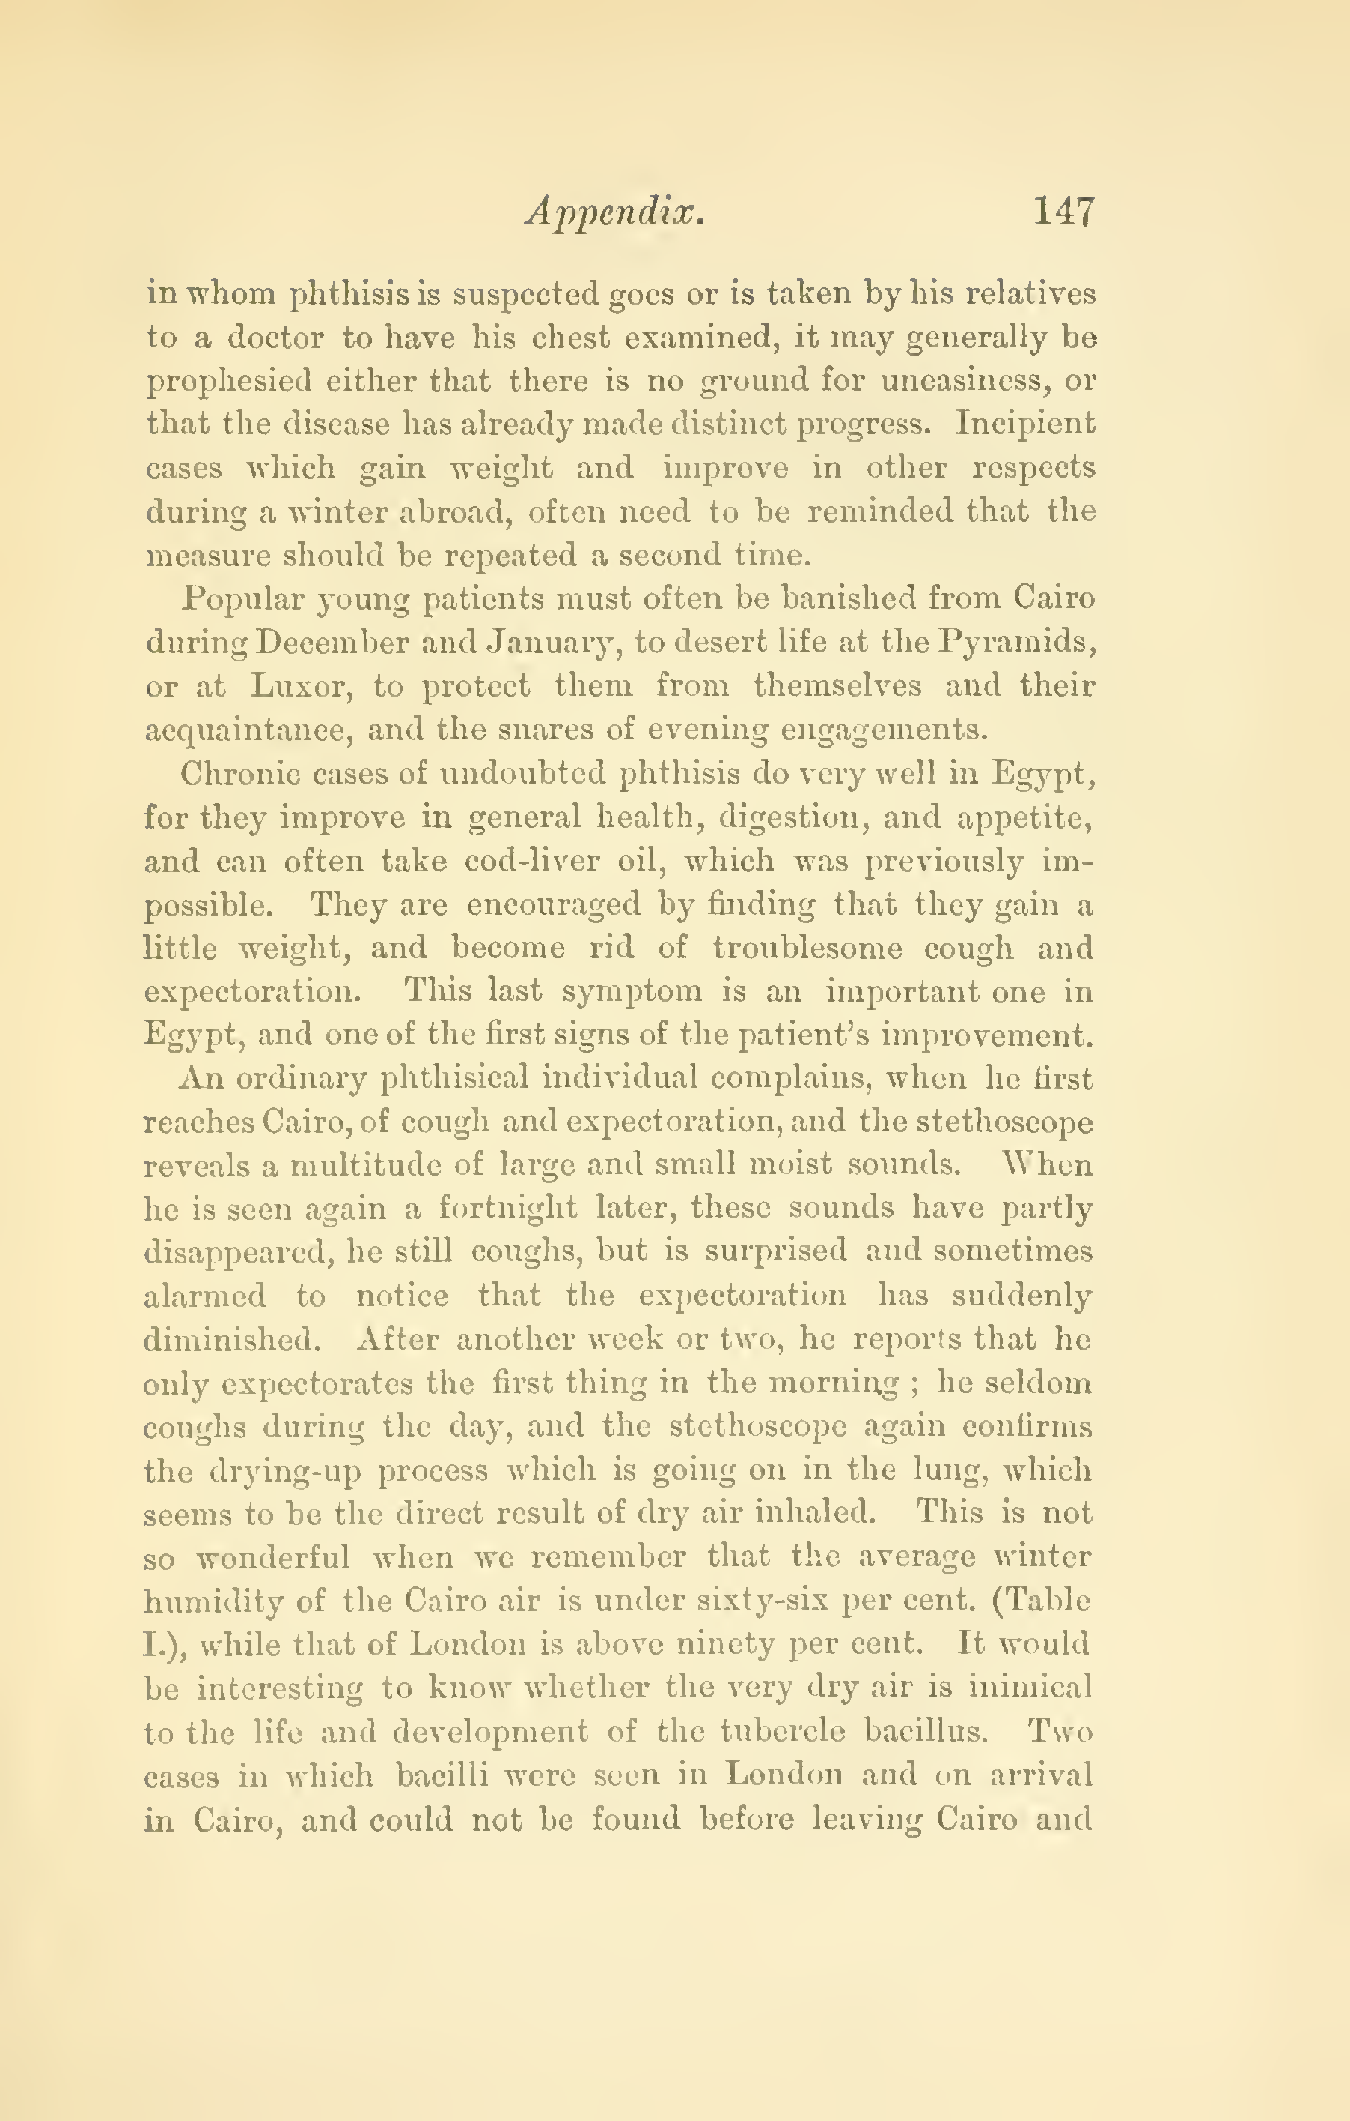 Appendix. 147
in whom phthisis is suspected goes or is taken by his relatives
to a doctor to have his chest examined, it may generally be
prophesied either that there is no ground for uneasiness, or
that the disease has already made distinct progress. Incipient
cases which gain weight and improve in other respects
during a winter abroad, often need to be reminded that the
measure should be repeated a second time.
Popular young patients must often be banished from Cairo
during December and January, to desert life at the Pyramids,
or at Luxor, to protect them from themselves and their
acquaintance, and the snares of evening engagements.
Chronic cases of undoubted phthisis do very well in Egypt,
for they improve in general health, digestion, and appetite,
and can often take cod-liver oil, which was previously im-
possible. They are encouraged by finding that they gain a
little weight, and become rid of troublesome cough and
expectoration. This last symptom is an important one in
Egypt, and one of the first signs of the patient's improvement.
An ordinary phthisical individual complains, when he first
reaches Cairo, of cough and expectoration, and the stethoscope
reveals a multitude of large and small moist sounds. When
he is seen again a fortnight later, these sounds have partly
disappeared, he still coughs, but is surprised and sometimes
alarmed to notice that the expectoration has suddenly
diminished. After another week or two, he reports that he
only expectorates the first thing in the morning ; he seldom
coughs during the day, and the stethoscope again confirms
the drying-up process which is going on in the lung, which
seems to be the direct result of dry air inhaled. This is not
so wonderful when we remember that the average winter
humidity of the Cairo air is under sixty-six per cent. (Table
I.), while that of London is above ninety per cent. It would
be interesting to know whether the very dry air is inimical
to the life and development of the tubercle bacillus. Two
cases in which bacilli were seen in London and on arrival
in Cairo, and could not be found before leaving Cairo and